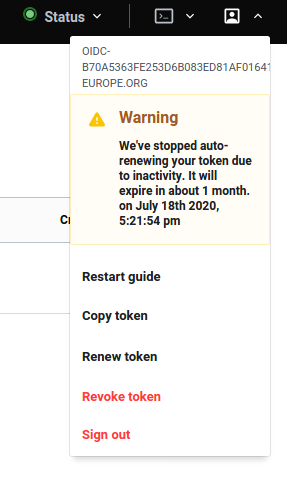 Status
OIDC-
B70A5363FE253D6B083ED81AF01641
EUROPE.ORG
Warning
We've stopped auto-
renewing your token due
to inactivity. It will
expire in about 1 month.
on July 18th 2020,
5:21:54 pm
Restart guide
Copy token
Renew token
Revoke token
Sign out